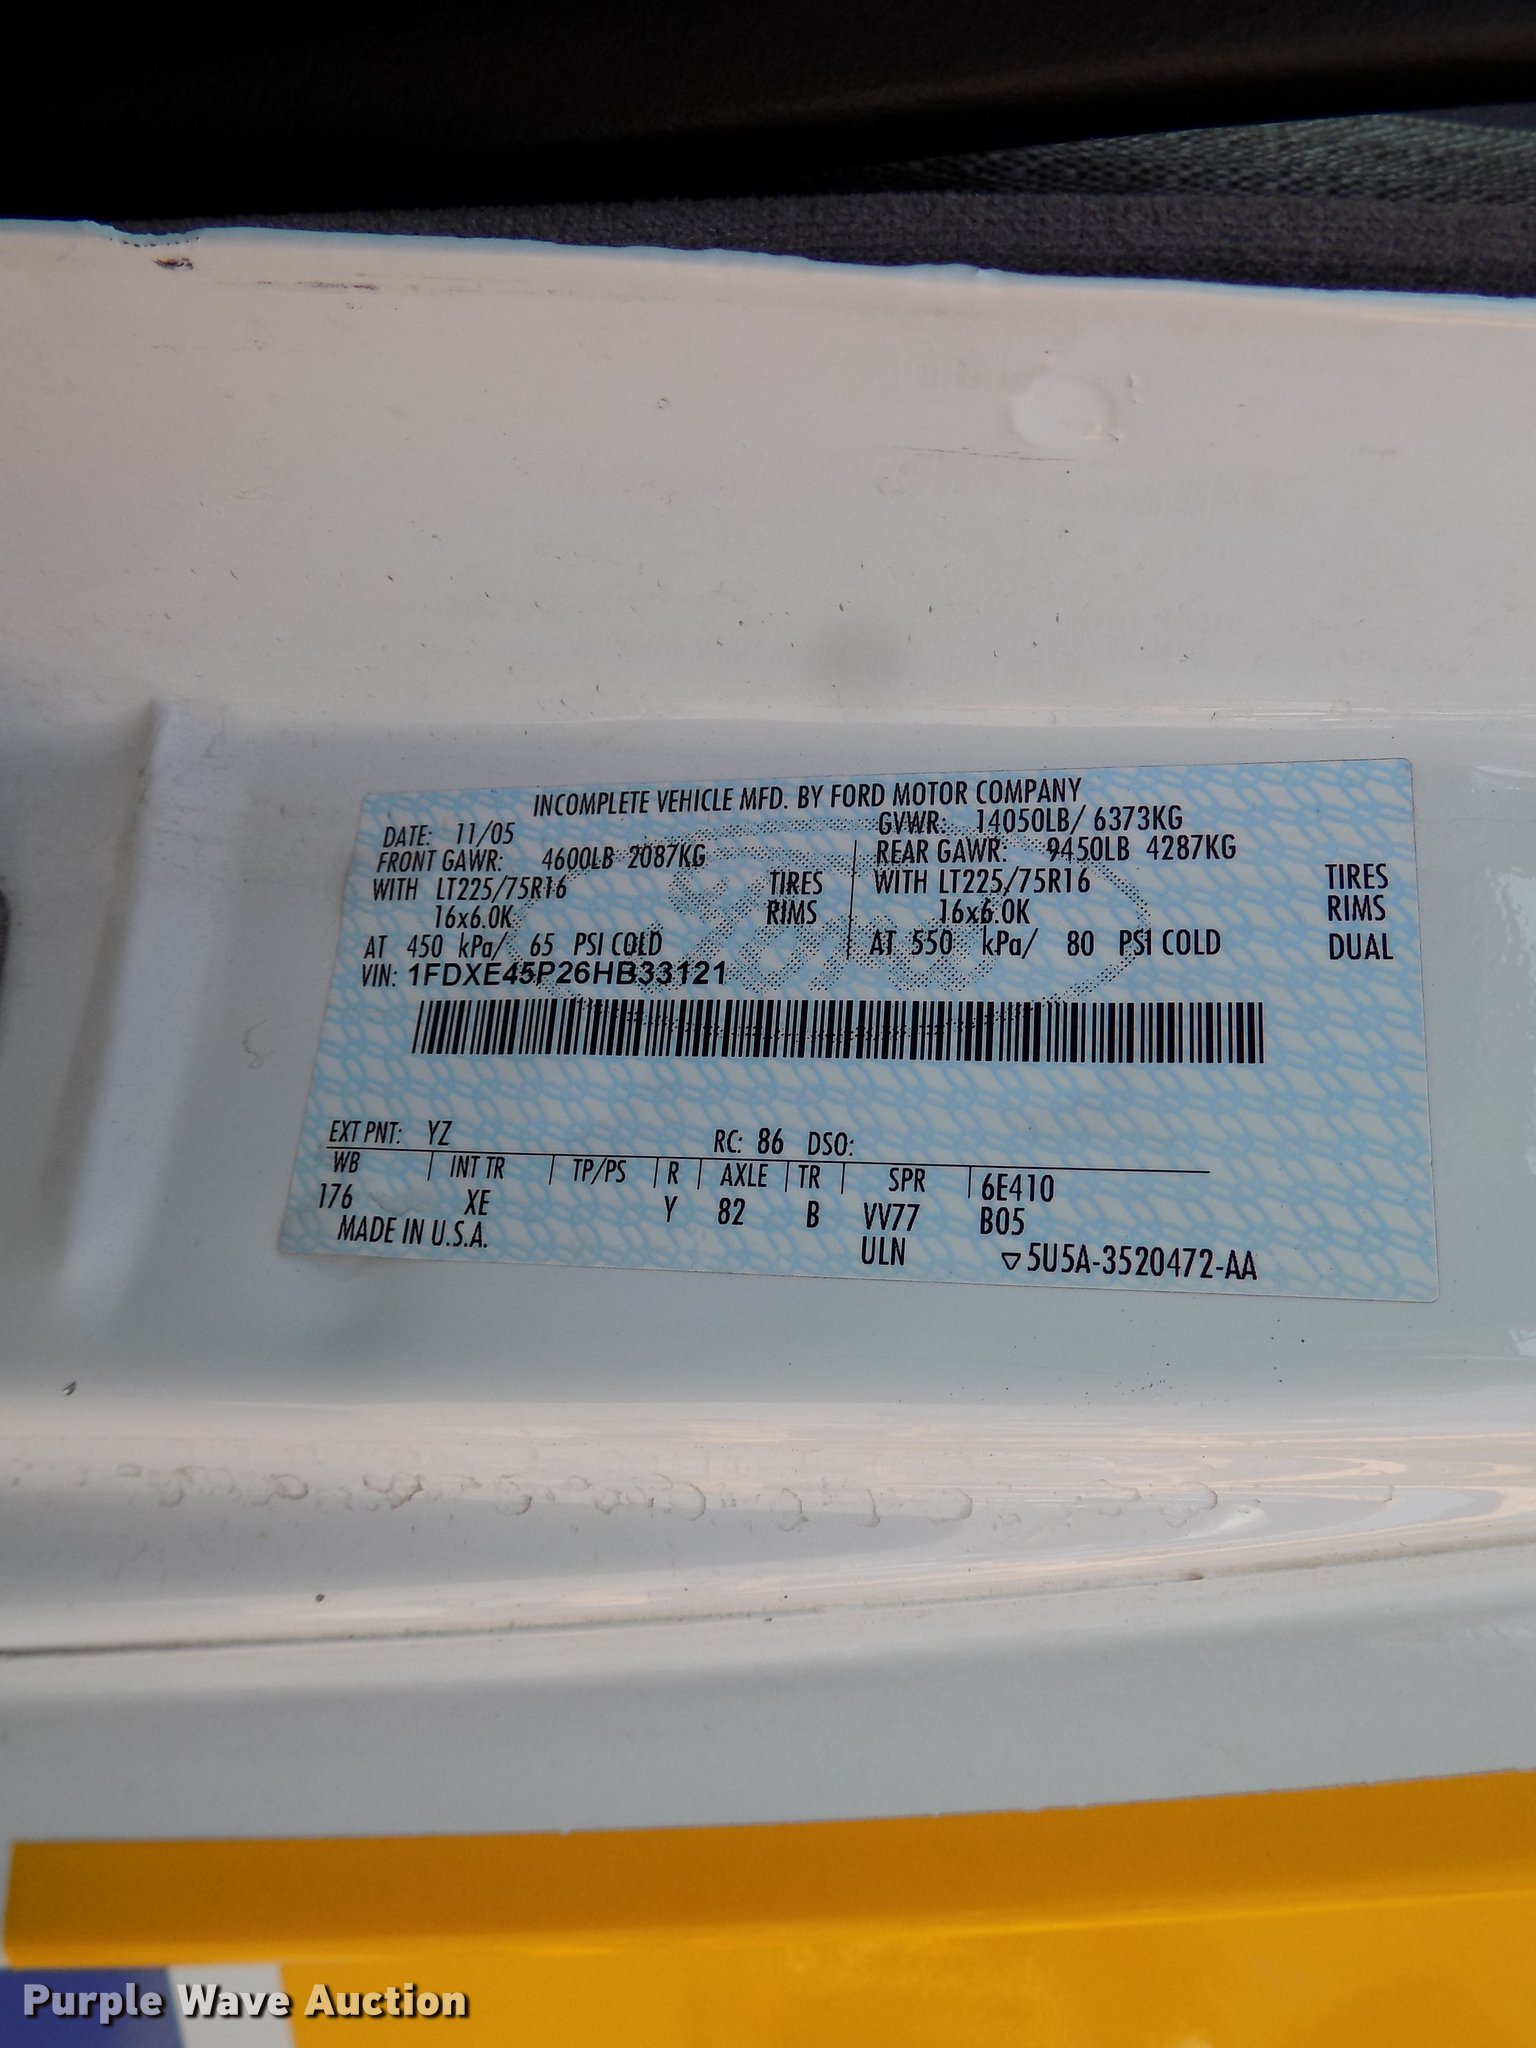 INCOMPLETE VEHICLE MFD. BY FORD MOTOR COMPANY
DATE: 11/05 GVWR: 14050LB/ 6373KG
FRONT GAWR: 4600LB 2087KG REAR GAWR: 9450LB 4287KG
WITH LT225/75R16 TIRES WITH LT225/75R16 TIRES
16x6.0K RIMS 16x6.0K RIMS
AT 450 kPa/ 65 PSI COLD AT 550 kPa/ 80 PSI COLD DUAL
VIN: 1FDXE45P26HB33121
EXT PNT: YZ RC: 86 DSO:
WB INT TR TP/PS R AXLE TR SPR 6E410
176 XE Y 82 B VV77 B05
MADE IN U.S.A. ULN ▽5U5A-3520472-AA
Purple Wave Auction